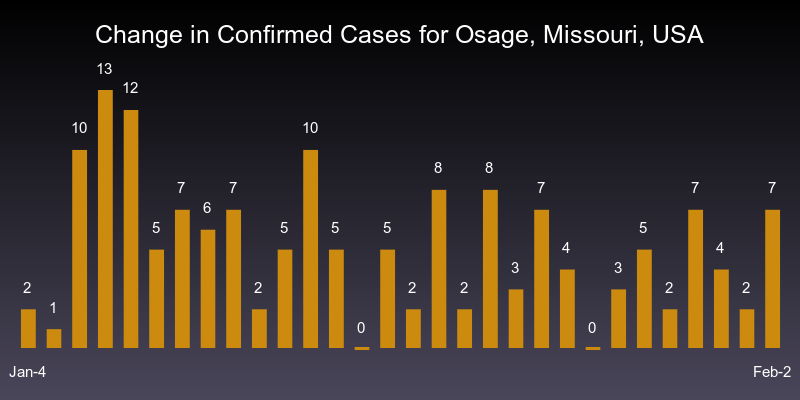 Change in Confirmed Cases for Osage, Missouri, USA
2 1 10 13 12 5 7 6 7 2 5 10 5 0 5 2 8 2 8 3 7 4 0 3 5 2 7 4 2 7
Jan-4 Feb-2